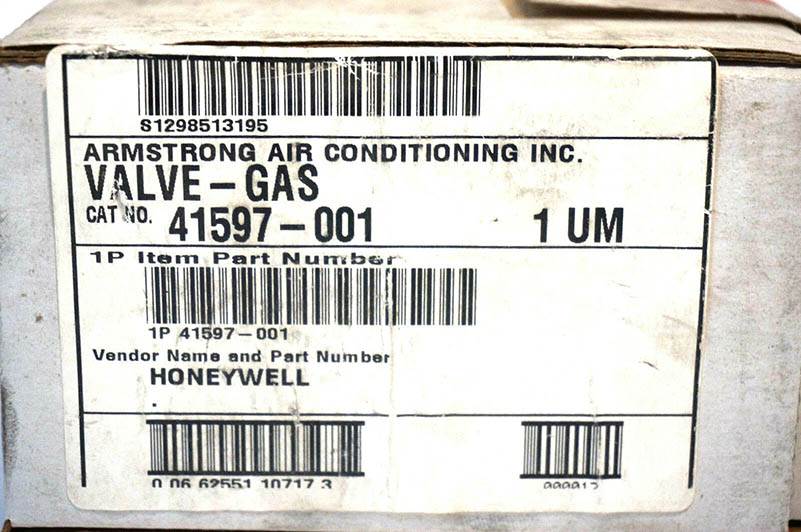 S1298513195
ARMSTRONG AIR CONDITIONING INC.
VALVE-GAS
CAT NO. 41597-001 1 UM
1P Item Part Number
1P 41597-001
Vendor Name and Part Number
HONEYWELL
.
0 06 62551 10717 3